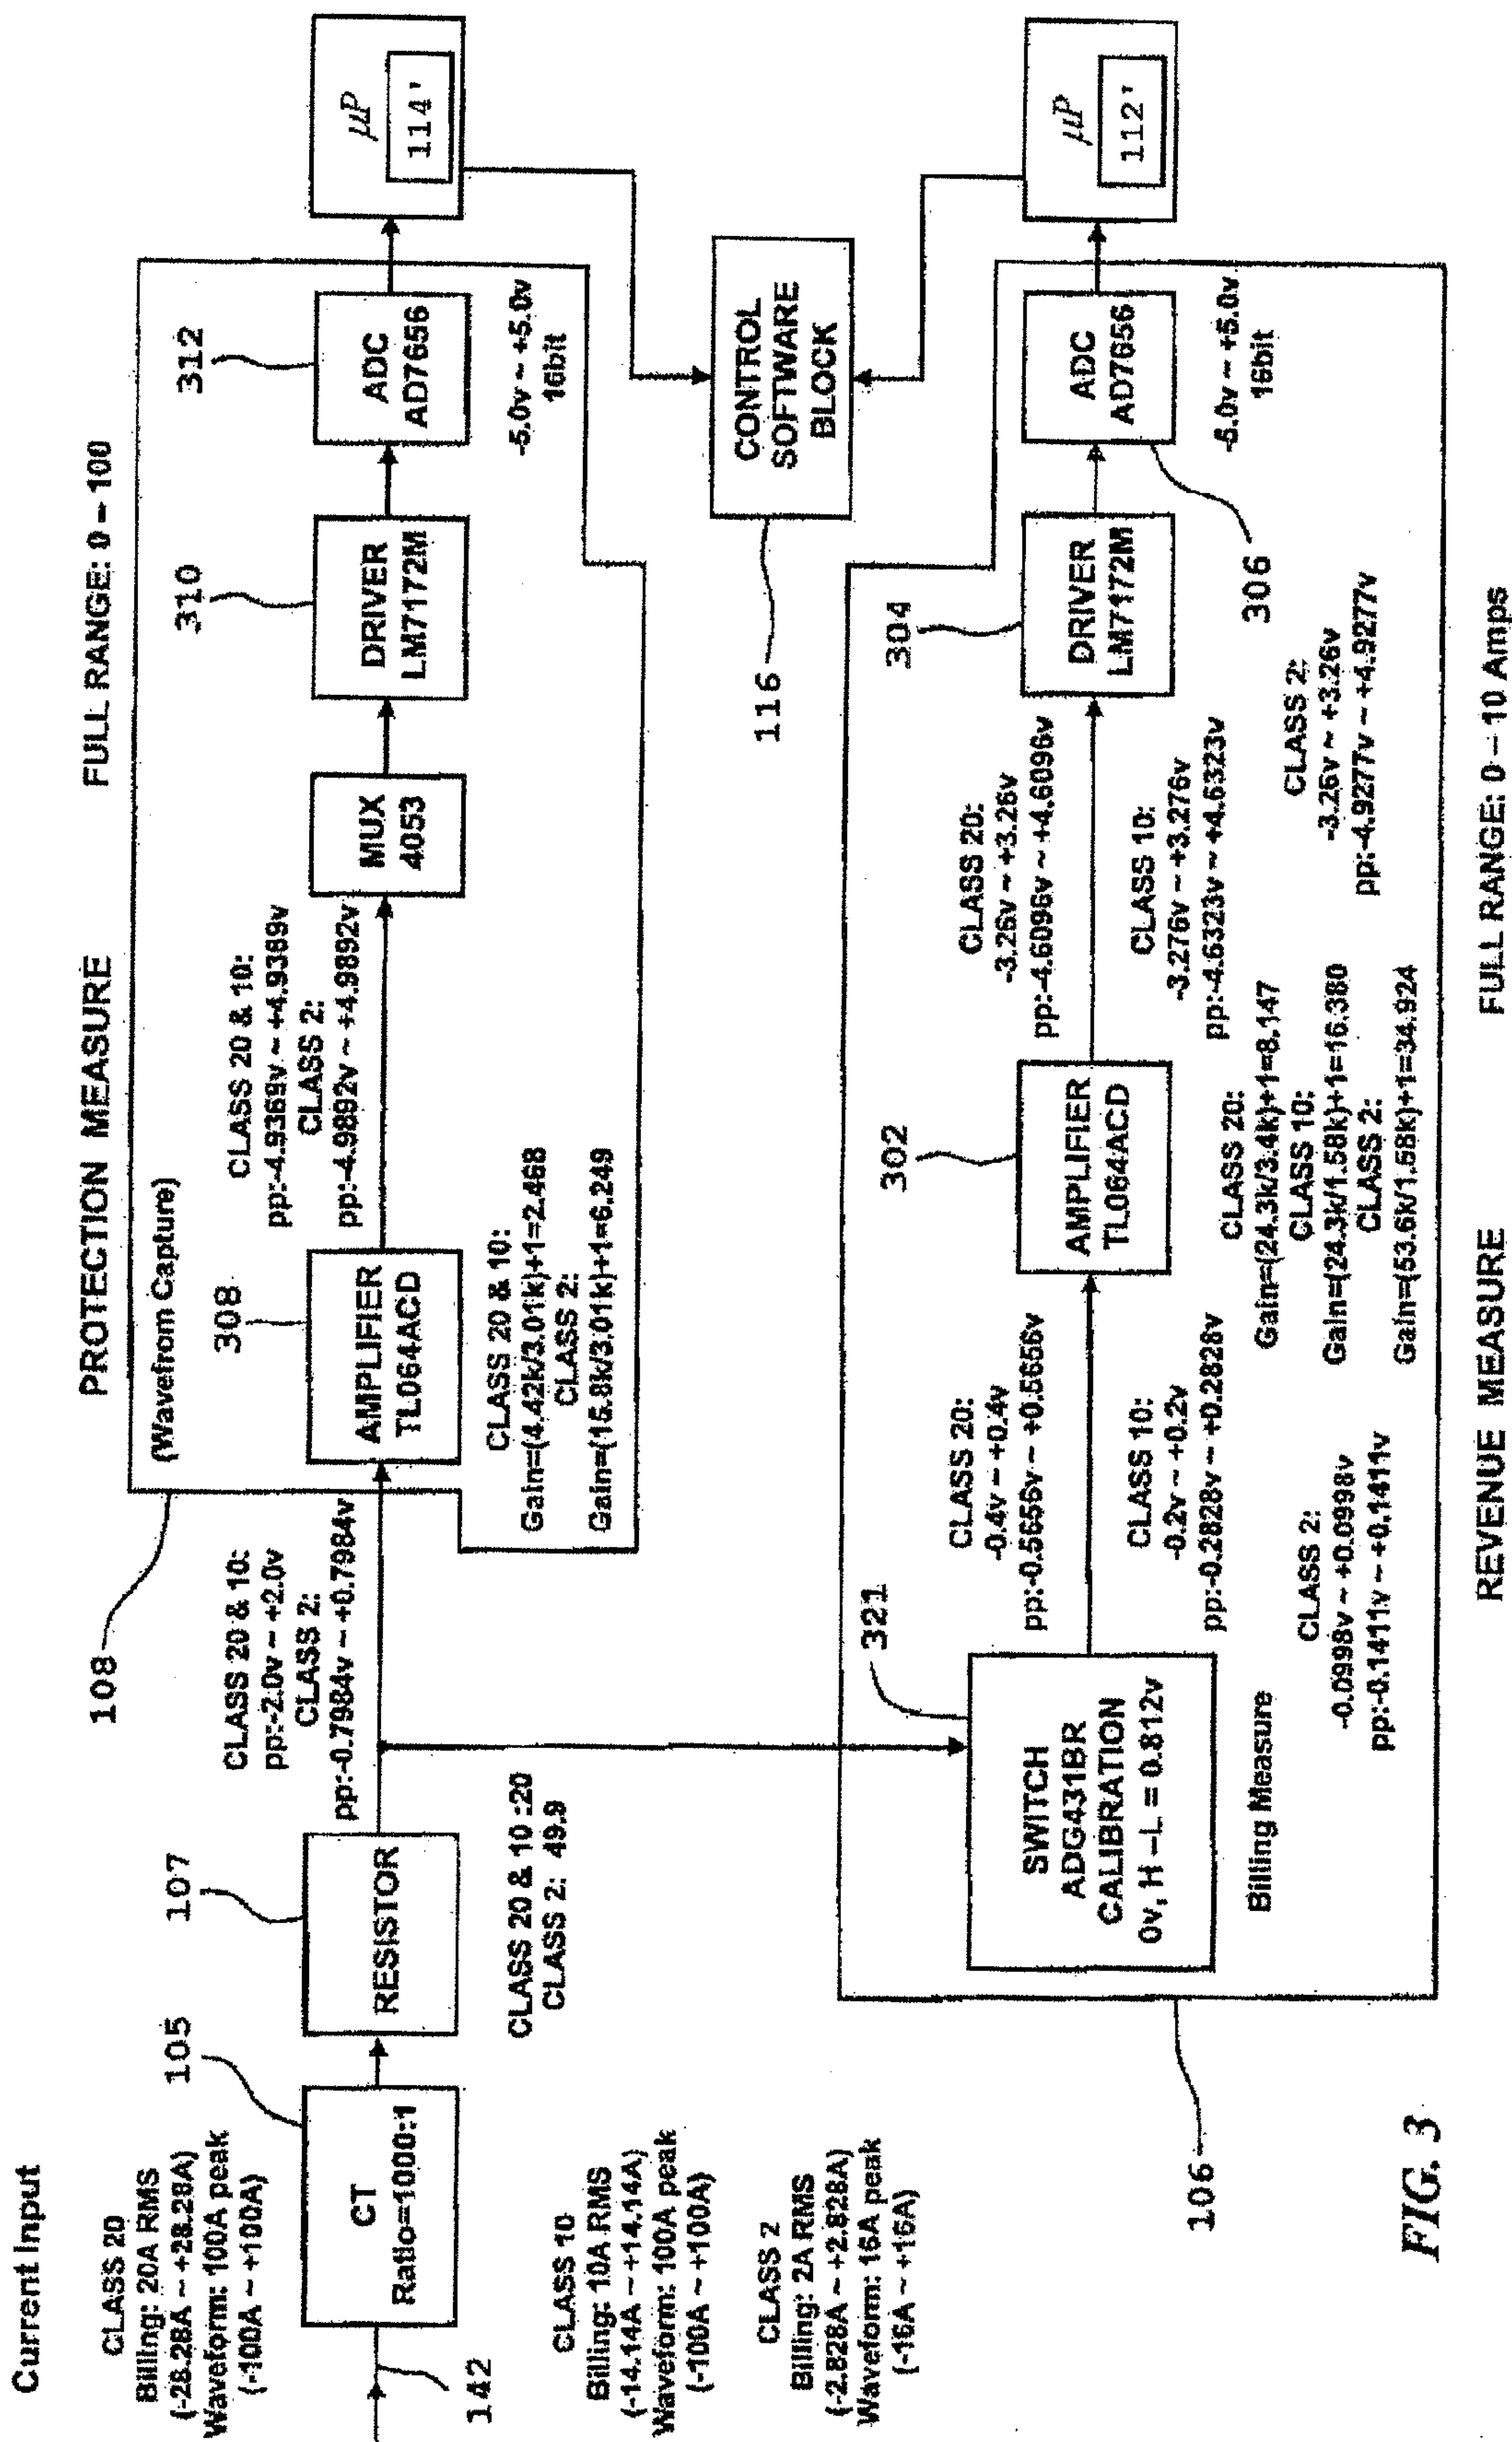 Current Input
CLASS 20
Billing: 20A RMS
(-28.28A ~ +28.28A)
Waveform: 100A peak
(-100A ~ +100A)
142
CT
Ratio=1000:1
105
CLASS 10
Billing: 10A RMS
(-14.14A ~ +14.14A)
Waveform: 100A peak
(-100A ~ +100A)
CLASS 2
Billing: 2A RMS
(-2.828A ~ +2.828A)
Waveform: 16A peak
(-16A ~ +16A)
107
RESISTOR
CLASS 20 & 10 :20
CLASS 2: 49.9
CLASS 20 & 10:
pp:-2.0v ~ +2.0v
CLASS 2:
pp:-0.7984v ~ +0.7984v
108
PROTECTION MEASURE
FULL RANGE: 0 – 100
(Wavefrom Capture)
308
AMPLIFIER
TL064ACD
CLASS 20 & 10:
Gain=(4.42k/3.01k)+1=2.468
CLASS 2:
Gain=(15.8k/3.01k)+1=6.249
CLASS 20 & 10:
pp:-4.9369v ~ +4.9369v
CLASS 2:
pp:-4.9892v ~ +4.9892v
MUX
4053
310
DRIVER
LM7172M
312
ADC
AD7656
-5.0v ~ +5.0v
16bit
µP
114'
CONTROL
SOFTWARE
BLOCK
116
321
SWITCH
ADG431BR
CALIBRATION
0v, H – L = 0.812v
Billing Measure
CLASS 20:
-0.4v ~ +0.4v
pp:-0.5656v ~ +0.5656v
CLASS 10:
-0.2v ~ +0.2v
pp:-0.2828v ~ +0.2828v
CLASS 2:
-0.0998v ~ +0.0998v
pp:-0.1411v ~ +0.1411v
302
AMPLIFIER
TL064ACD
CLASS 20:
Gain=(24.3k/3.4k)+1=8.147
CLASS 10:
Gain=(24.3k/1.58k)+1=16.380
CLASS 2:
Gain=(53.6k/1.58k)+1=34.924
CLASS 20:
-3.26v ~ +3.26v
pp:-4.6096v ~ +4.6096v
CLASS 10:
-3.276v ~ +3.276v
pp:-4.6323v ~ +4.6323v
CLASS 2:
-3.26v ~ +3.26v
pp:-4.9277v ~ +4.9277v
304
DRIVER
LM7172M
306
ADC
AD7656
-5.0v ~ +5.0v
16bit
µP
112'
106
REVENUE MEASURE
FULL RANGE: 0 – 10 Amps
FIG. 3